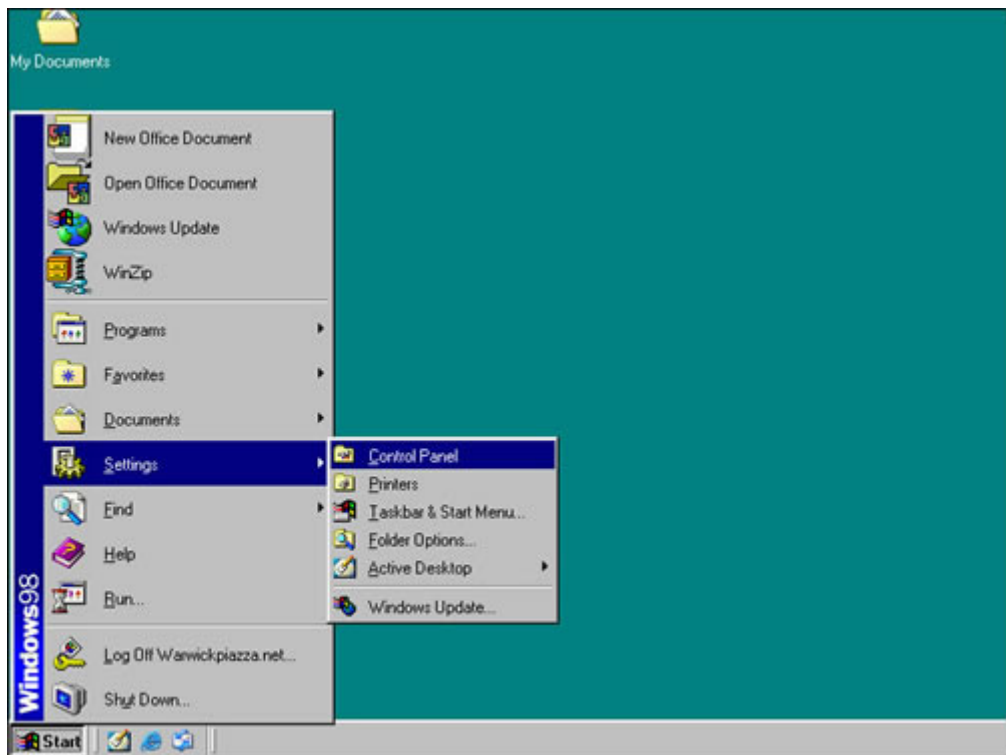 My Documents
New Office Document
Open Office Document
Windows Update
WinZip
Programs
Favorites
Documents
Settings
Find
Help
Run...
Log Off Warwickpiazza.net...
Shut Down...
Windows98
Control Panel
Printers
Taskbar & Start Menu...
Folder Options...
Active Desktop
Windows Update...
Start